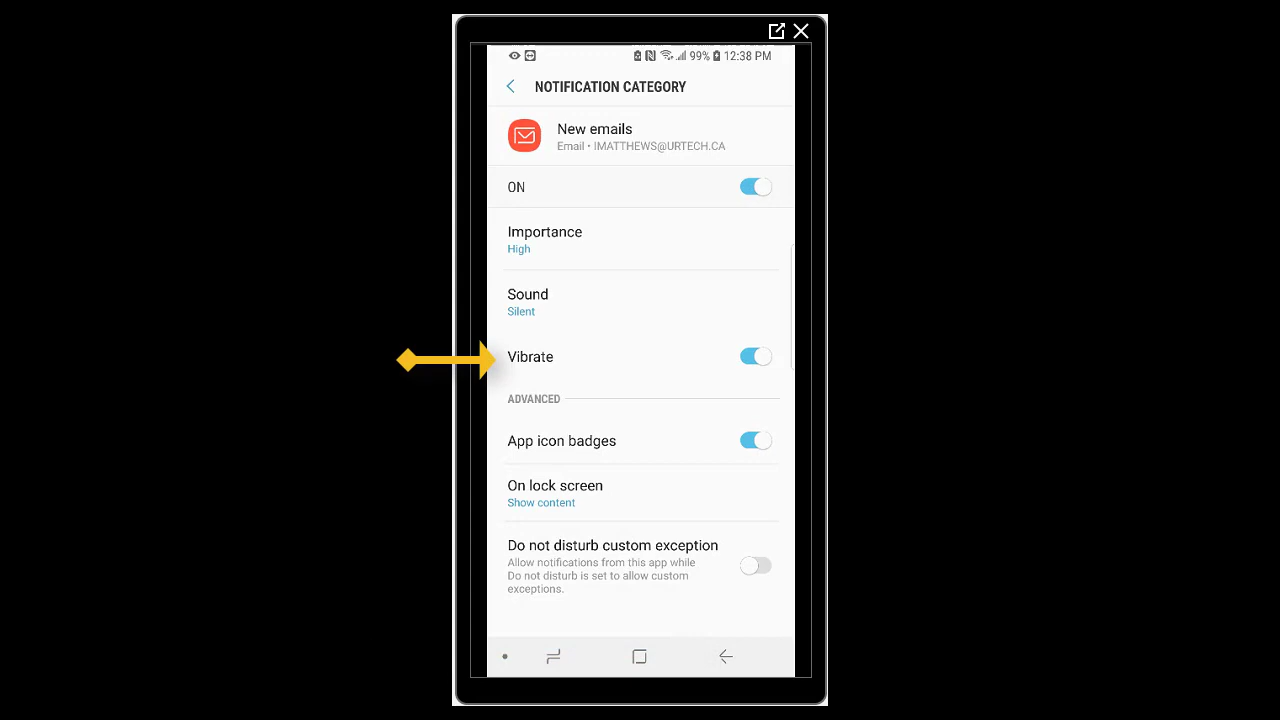 99% 12:38 PM
NOTIFICATION CATEGORY
New emails
Email • IMATTHEWS@URTECH.CA
ON
Importance
High
Sound
Silent
Vibrate
ADVANCED
App icon badges
On lock screen
Show content
Do not disturb custom exception
Allow notifications from this app while
Do not disturb is set to allow custom
exceptions.